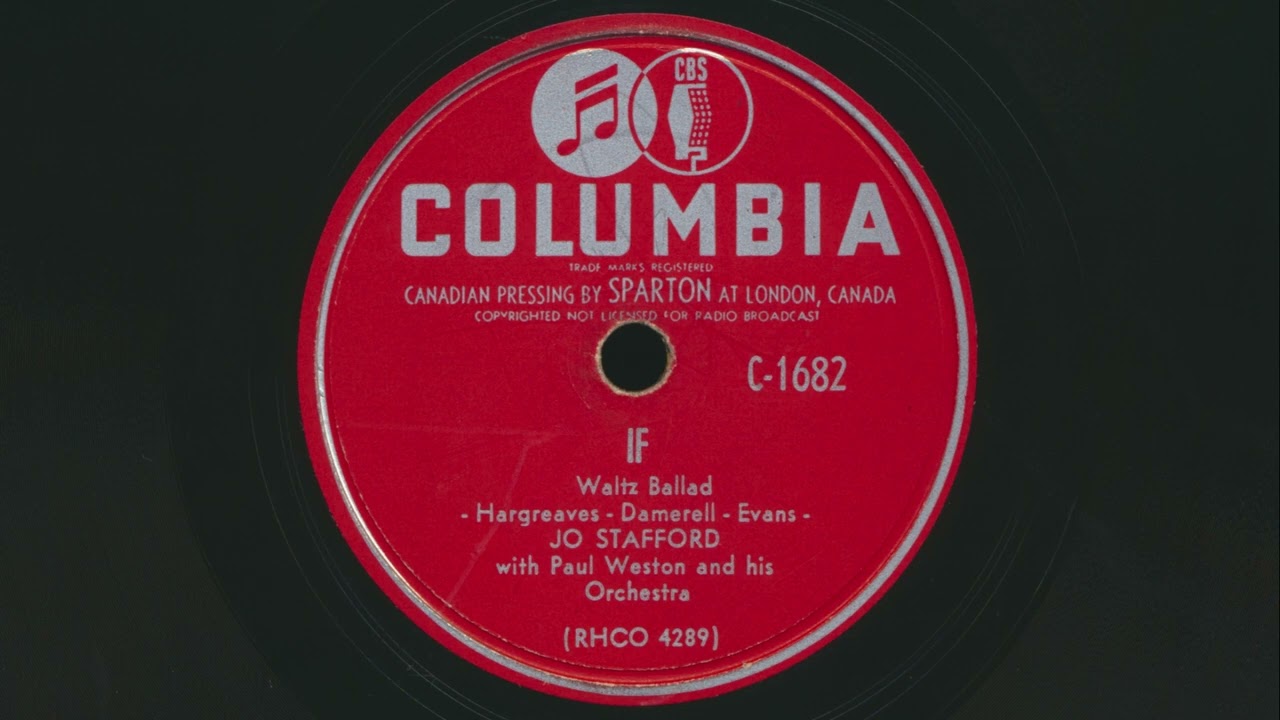 CBS
COLUMBIA
TRADE MARKS REGISTERED
CANADIAN PRESSING BY SPARTON AT LONDON, CANADA
COPYRIGHTED NOT LICENSED FOR RADIO BROADCAST
C-1682
IF
Waltz Ballad
- Hargreaves - Damerell - Evans -
JO STAFFORD
with Paul Weston and his
Orchestra
(RHCO 4289)